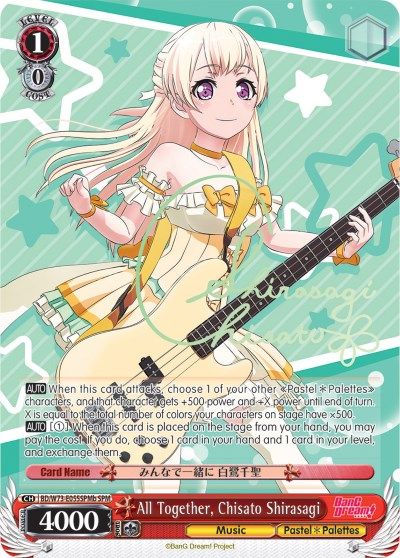 LEVEL
1
0
COST
Shirasagi
Chisato
AUTO When this card attacks, choose 1 of your other «Pastel＊Palettes»
characters, and that character gets +500 power and +X power until end of turn.
X is equal to the total number of colors your characters on stage have ×500.
AUTO [(1)] When this card is placed on the stage from your hand, you may
pay the cost. If you do, choose 1 card in your hand and 1 card in your level,
and exchange them.
Card Name みんなで一緒に 白鷺千聖
CH BD/W73-E055SPMb SPM
POWER 4000
All Together, Chisato Shirasagi
BanG Dream!
Music Pastel＊Palettes
©BanG Dream! Project